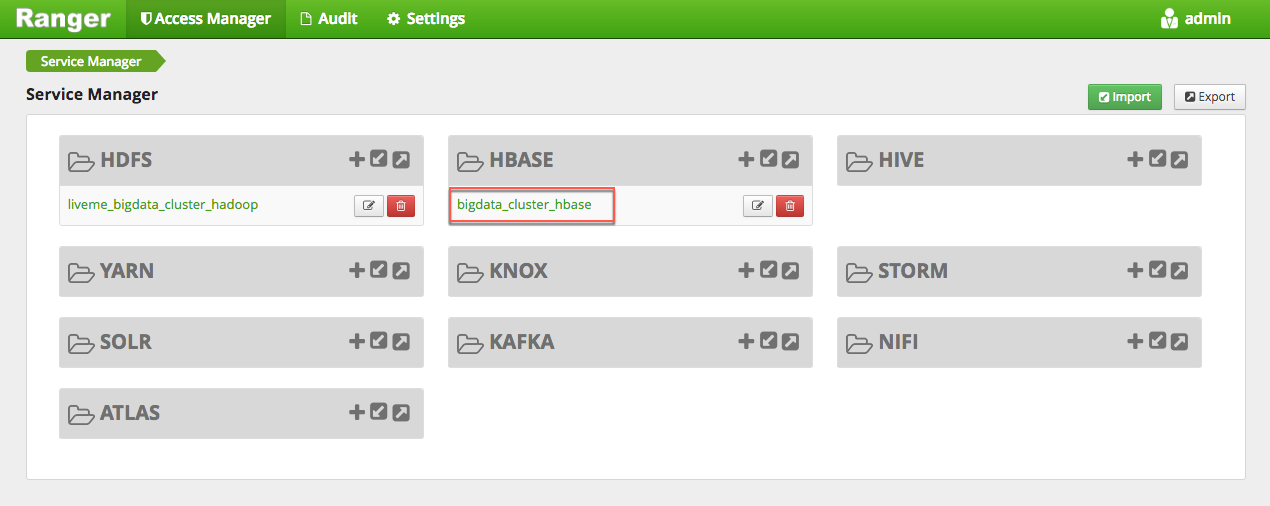 Ranger Access Manager Audit Settings admin
Service Manager
Service Manager Import Export
HDFS HBASE HIVE
liveme_bigdata_cluster_hadoop bigdata_cluster_hbase
YARN KNOX STORM
SOLR KAFKA NIFI
ATLAS